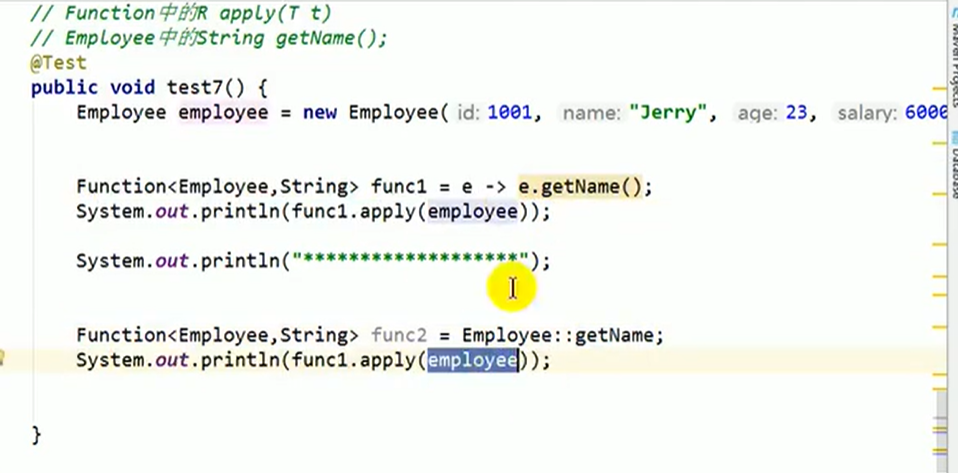 // Function中的R apply(T t)
// Employee中的String getName();
@Test
public void test7() {
Employee employee = new Employee( id: 1001, name: "Jerry", age: 23, salary: 6000
Function<Employee,String> func1 = e -> e.getName();
System.out.println(func1.apply(employee));
System.out.println("*******************");
Function<Employee,String> func2 = Employee::getName;
System.out.println(func1.apply(employee));
}
Maven Projects
Database